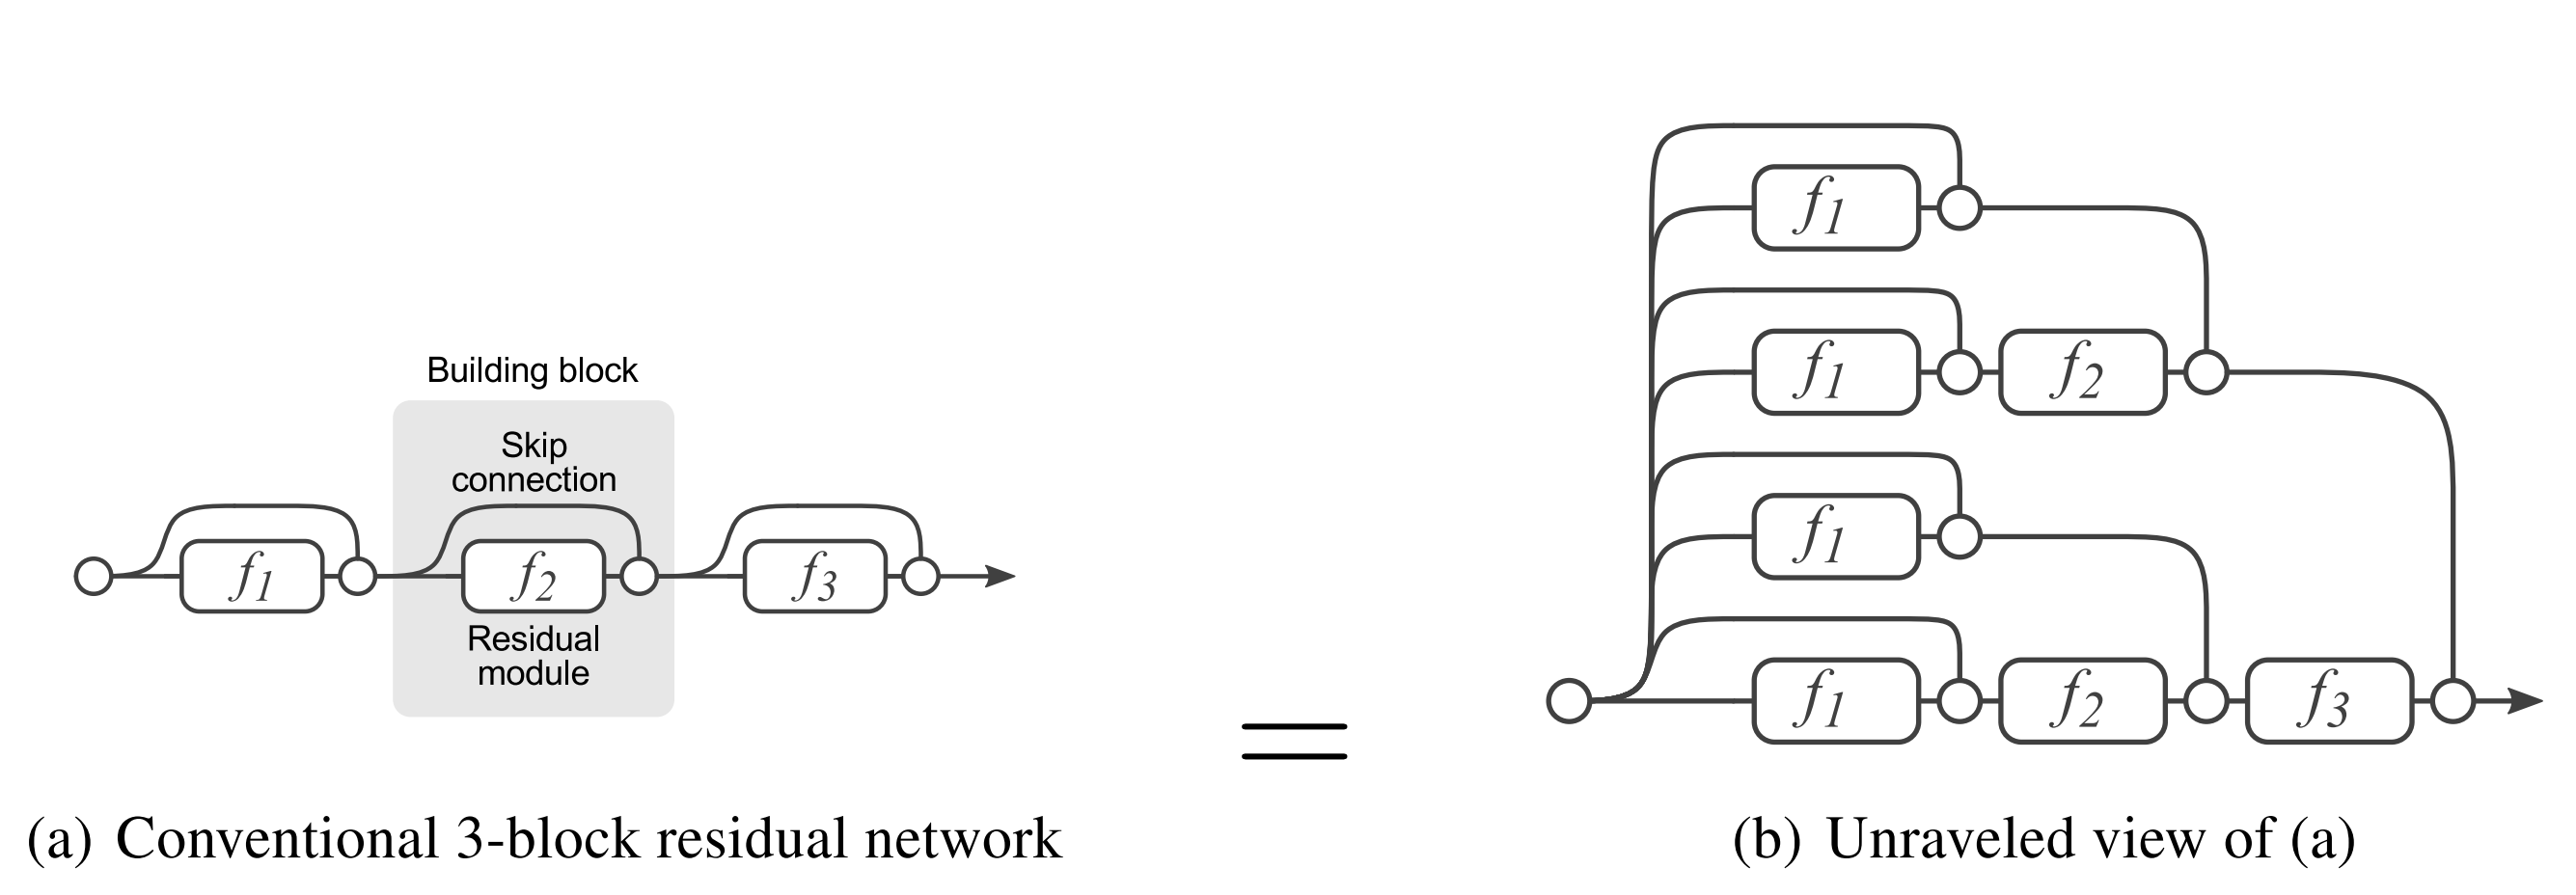 Building block
Skip
connection
f1
f2
f3
Residual
module
(a) Conventional 3-block residual network
=
f1
f1
f2
f1
f1
f2
f3
(b) Unraveled view of (a)